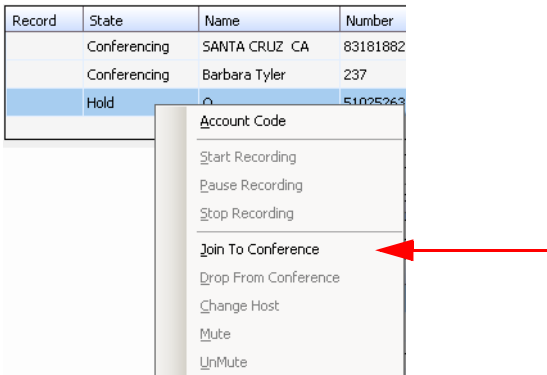 Record State Name Number
Conferencing SANTA CRUZ CA 83181882
Conferencing Barbara Tyler 237
Hold
Account Code
Start Recording
Pause Recording
Stop Recording
Join To Conference
Drop From Conference
Change Host
Mute
UnMute